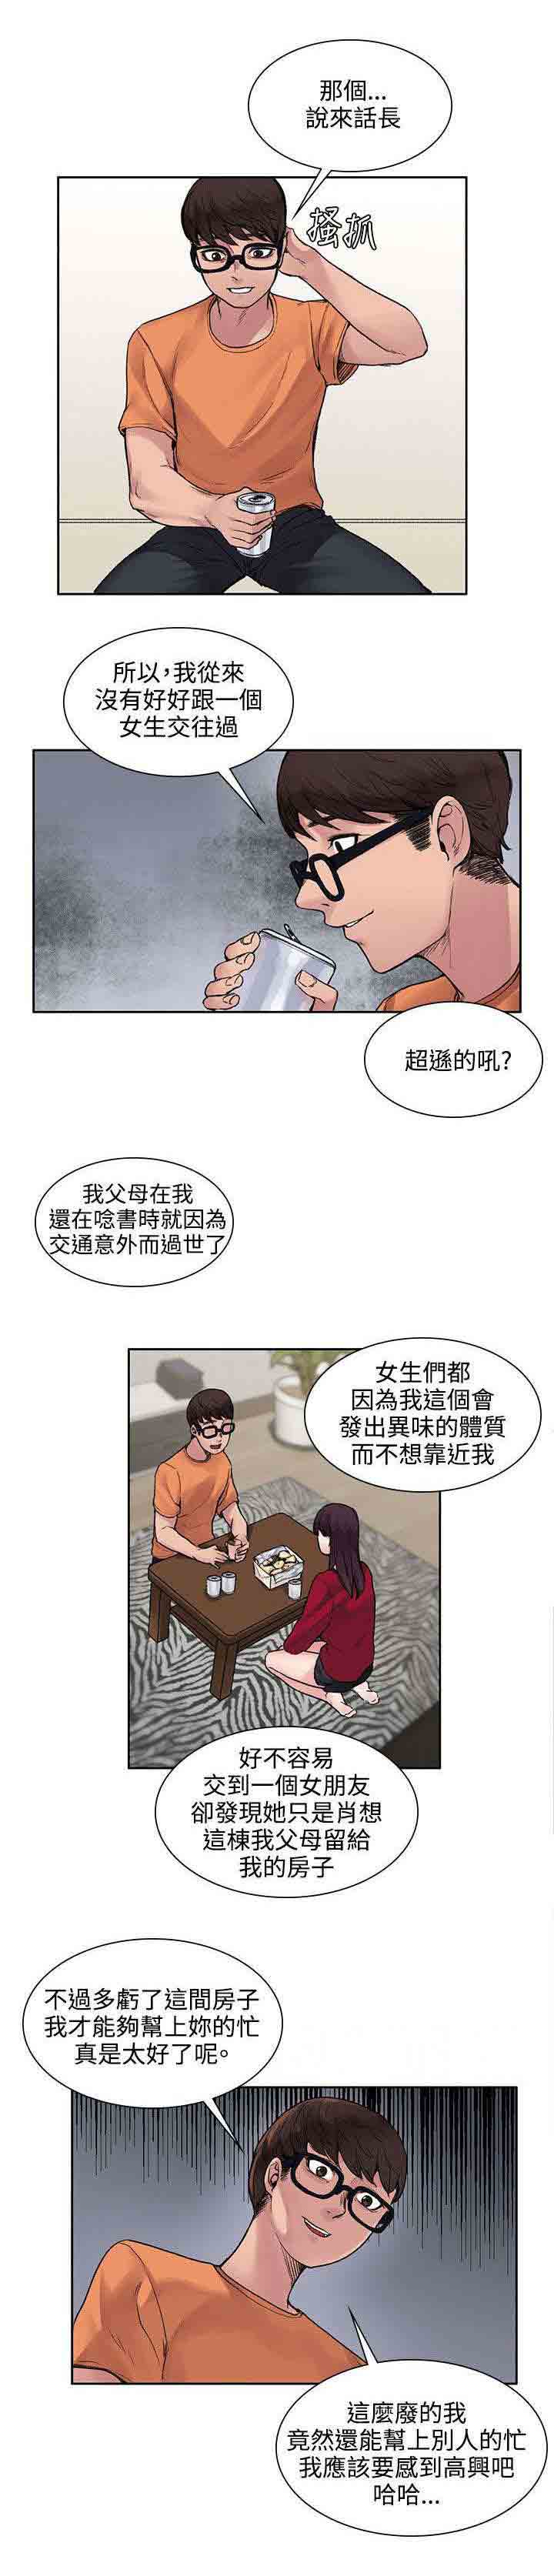 那個...
說來話長
搔抓
所以,我從來
沒有好好跟一個
女生交往過
超遜的吼?
我父母在我
還在唸書時就因為
交通意外而過世了
女生們都
因為我這個會
發出異味的體質
而不想靠近我
好不容易
交到一個女朋友
卻發現她只是肖想
這棟我父母留給
我的房子
不過多虧了這間房子
我才能夠幫上妳的忙
真是太好了呢。
這麼廢的我
竟然還能幫上別人的忙
我應該要感到高興吧
哈哈...